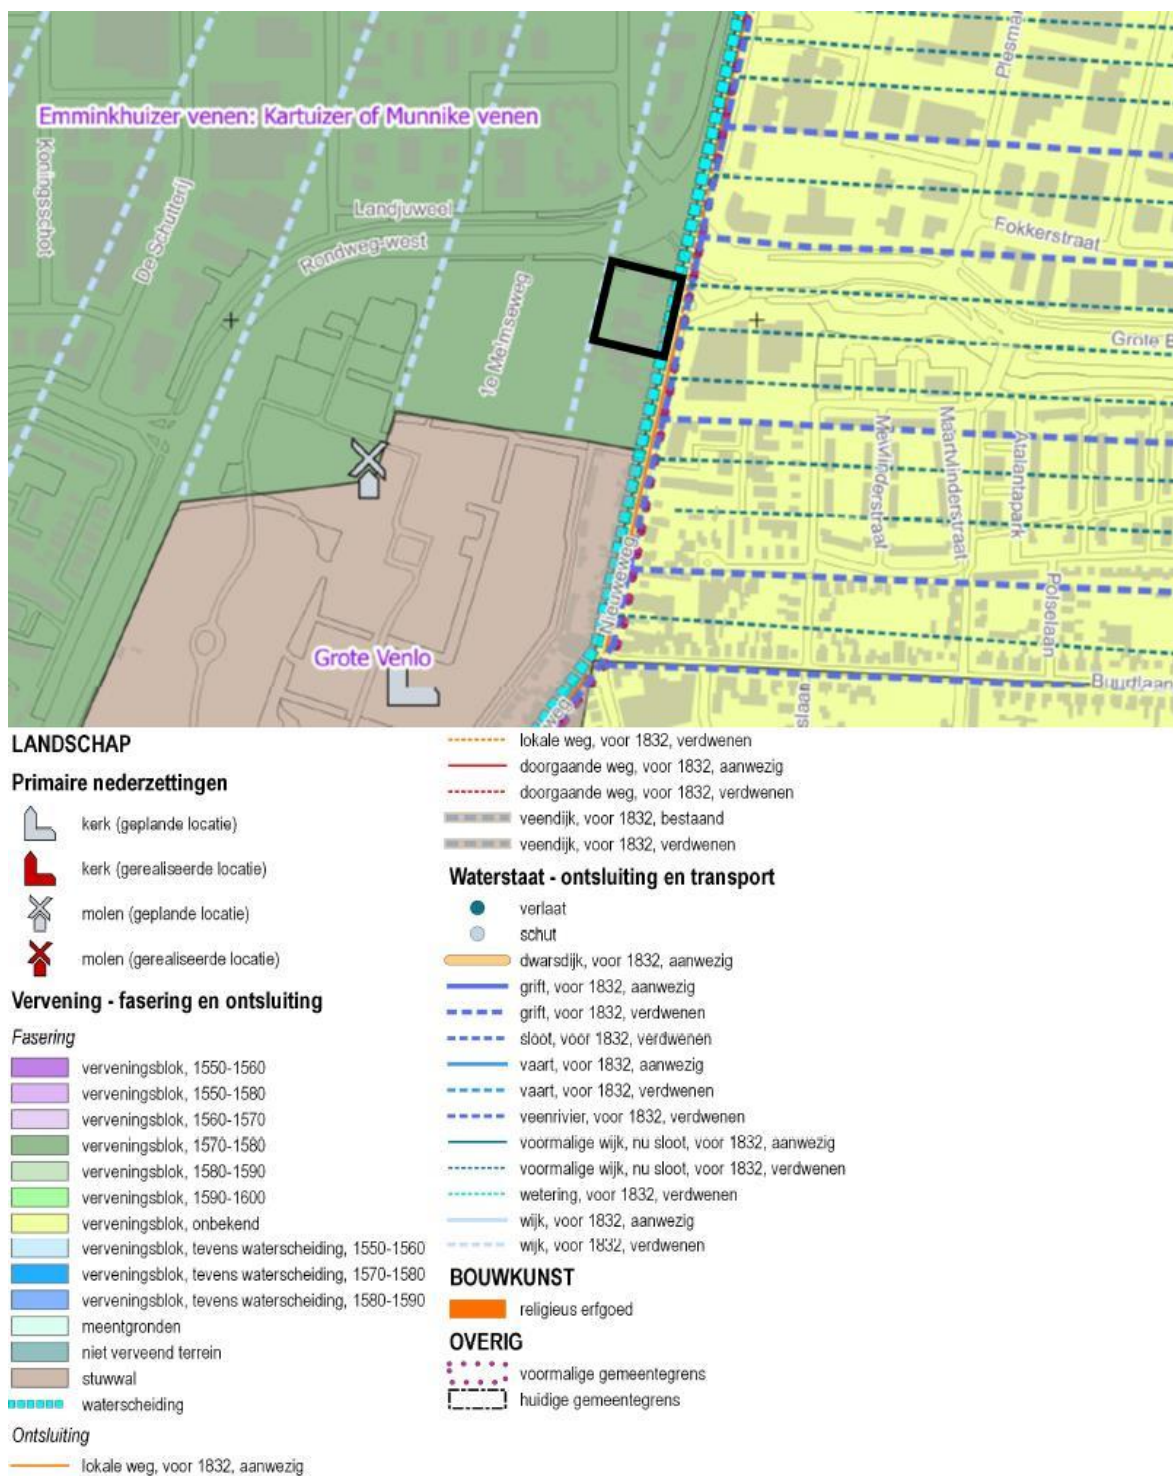 Plesman
Emminkhuizer venen: Kartuizer of Munnike venen
Koningsschot
De Schutterij
Landjuweel
Rondweg-west
Fokkerstraat
1e Melmseweg
Grote B
Meivlinderstraat
Maartvlinderstraat
Atalantapark
Nieuweweg
Polselaan
Grote Venlo
Buurtlaan
slaan
weg
LANDSCHAP
Primaire nederzettingen
kerk (geplande locatie)
kerk (gerealiseerde locatie)
molen (geplande locatie)
molen (gerealiseerde locatie)
Vervening - fasering en ontsluiting
Fasering
verveningsblok, 1550-1560
verveningsblok, 1550-1580
verveningsblok, 1560-1570
verveningsblok, 1570-1580
verveningsblok, 1580-1590
verveningsblok, 1590-1600
verveningsblok, onbekend
verveningsblok, tevens waterscheiding, 1550-1560
verveningsblok, tevens waterscheiding, 1570-1580
verveningsblok, tevens waterscheiding, 1580-1590
meentgronden
niet verveend terrein
stuwwal
waterscheiding
Ontsluiting
lokale weg, voor 1832, aanwezig
lokale weg, voor 1832, verdwenen
doorgaande weg, voor 1832, aanwezig
doorgaande weg, voor 1832, verdwenen
veendijk, voor 1832, bestaand
veendijk, voor 1832, verdwenen
Waterstaat - ontsluiting en transport
verlaat
schut
dwarsdijk, voor 1832, aanwezig
grift, voor 1832, aanwezig
grift, voor 1832, verdwenen
sloot, voor 1832, verdwenen
vaart, voor 1832, aanwezig
vaart, voor 1832, verdwenen
veenrivier, voor 1832, verdwenen
voormalige wijk, nu sloot, voor 1832, aanwezig
voormalige wijk, nu sloot, voor 1832, verdwenen
wetering, voor 1832, verdwenen
wijk, voor 1832, aanwezig
wijk, voor 1832, verdwenen
BOUWKUNST
religieus erfgoed
OVERIG
voormalige gemeentegrens
huidige gemeentegrens